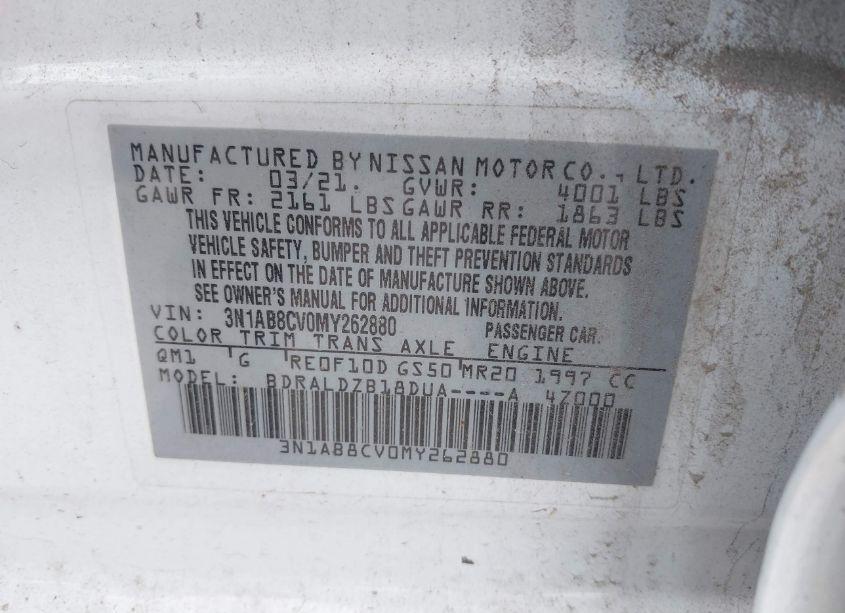 MANUFACTURED BY NISSAN MOTOR CO., LTD.
DATE: 03/21. GVWR: 4001 LBS
GAWR FR: 2161 LBS GAWR RR: 1863 LBS
THIS VEHICLE CONFORMS TO ALL APPLICABLE FEDERAL MOTOR
VEHICLE SAFETY, BUMPER AND THEFT PREVENTION STANDARDS
IN EFFECT ON THE DATE OF MANUFACTURE SHOWN ABOVE.
SEE OWNER'S MANUAL FOR ADDITIONAL INFORMATION.
VIN: 3N1AB8CV0MY262880 PASSENGER CAR.
COLOR TRIM TRANS AXLE ENGINE
QM1 G RE0F10D GS50 MR20 1997 CC
MODEL: BDRALDZB18DUA----A 4Z000
3N1AB8CV0MY262880